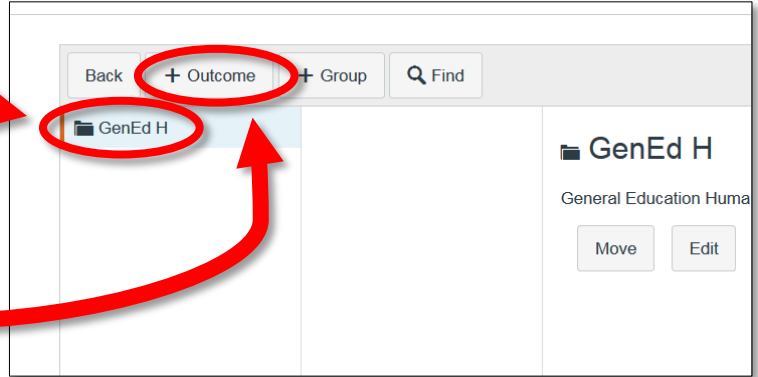 Back + Outcome + Group Find
GenEd H
GenEd H
General Education Huma
Move Edit